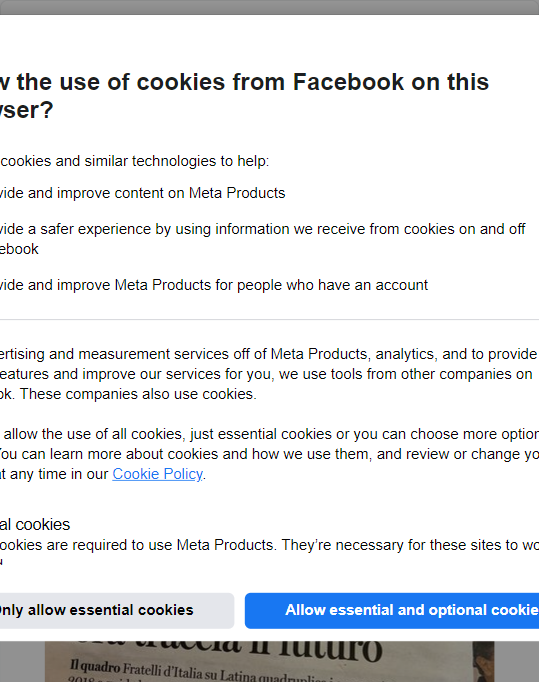 w the use of cookies from Facebook on this
wser?
cookies and similar technologies to help:
vide and improve content on Meta Products
vide a safer experience by using information we receive from cookies on and off
ebook
vide and improve Meta Products for people who have an account
ertising and measurement services off of Meta Products, analytics, and to provide
eatures and improve our services for you, we use tools from other companies on
ok. These companies also use cookies.
allow the use of all cookies, just essential cookies or you can choose more option
You can learn more about cookies and how we use them, and review or change yo
at any time in our Cookie Policy.
al cookies
ookies are required to use Meta Products. They're necessary for these sites to wo
Only allow essential cookies
Allow essential and optional cookie
traccia il futuro
Il quadro Fratelli d'Italia su Latina quadruplica